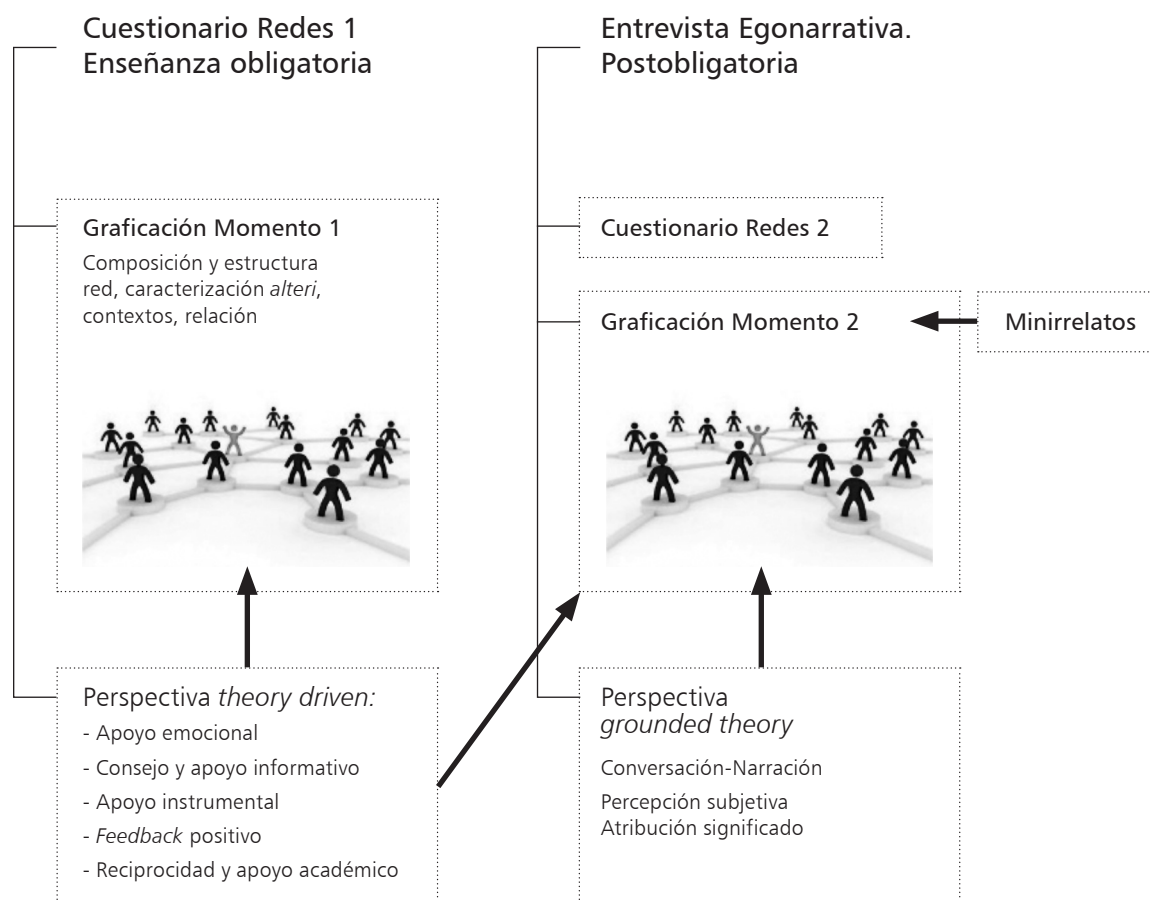 Cuestionario Redes 1
Enseñanza obligatoria
Graficación Momento 1
Composición y estructura
red, caracterización alteri,
contextos, relación
Perspectiva theory driven:
- Apoyo emocional
- Consejo y apoyo informativo
- Apoyo instrumental
- Feedback positivo
- Reciprocidad y apoyo académico
Entrevista Egonarrativa.
Postobligatoria
Cuestionario Redes 2
Graficación Momento 2
Minirrelatos
Perspectiva
grounded theory
Conversación-Narración
Percepción subjetiva
Atribución significado